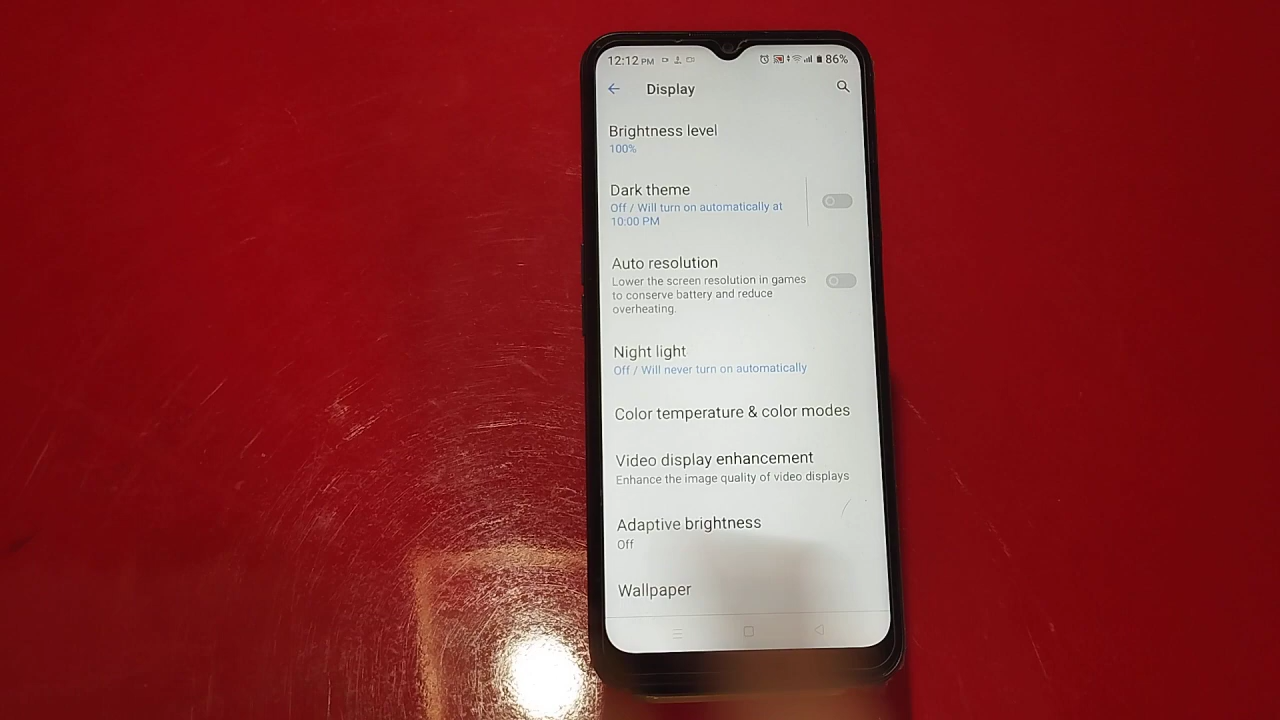 12:12 PM 86%
Display
Brightness level
100%
Dark theme
Off / Will turn on automatically at
10:00 PM
Auto resolution
Lower the screen resolution in games
to conserve battery and reduce
overheating.
Night light
Off / Will never turn on automatically
Color temperature & color modes
Video display enhancement
Enhance the image quality of video displays
Adaptive brightness
Off
Wallpaper